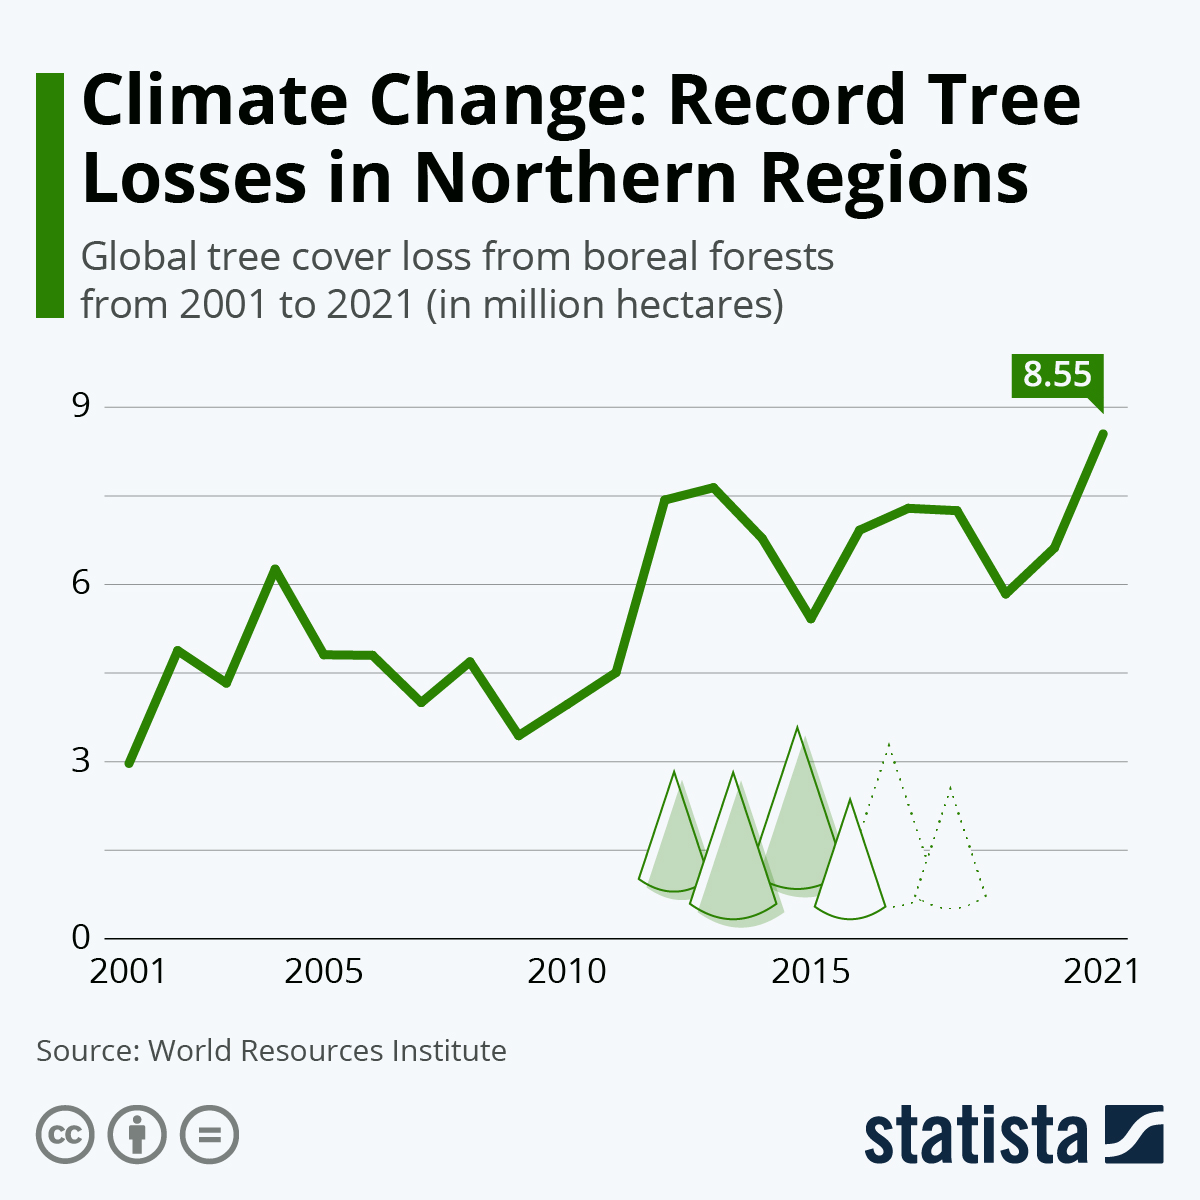 Climate Change: Record Tree
Losses in Northern Regions
Global tree cover loss from boreal forests
from 2001 to 2021 (in million hectares)
8.55
9
6
3
0
2001 2005 2010 2015 2021
Source: World Resources Institute
cc
statista